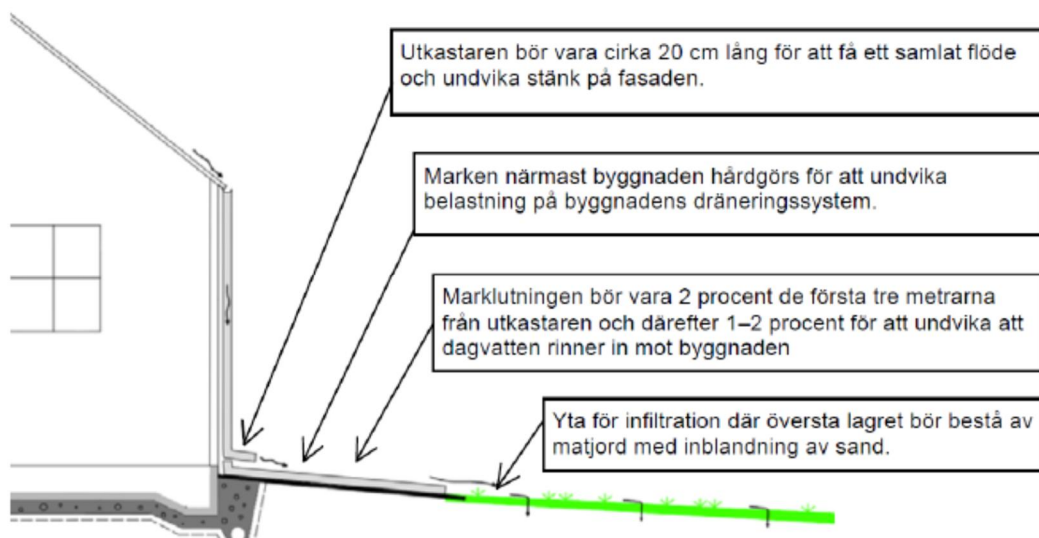 Utkastaren bör vara cirka 20 cm lång för att få ett samlat flöde
och undvika stänk på fasaden.
Marken närmast byggnaden hårdgörs för att undvika
belastning på byggnadens dräneringssystem.
Marklutningen bör vara 2 procent de första tre metrarna
från utkastaren och därefter 1–2 procent för att undvika att
dagvatten rinner in mot byggnaden
Yta för infiltration där översta lagret bör bestå av
matjord med inblandning av sand.